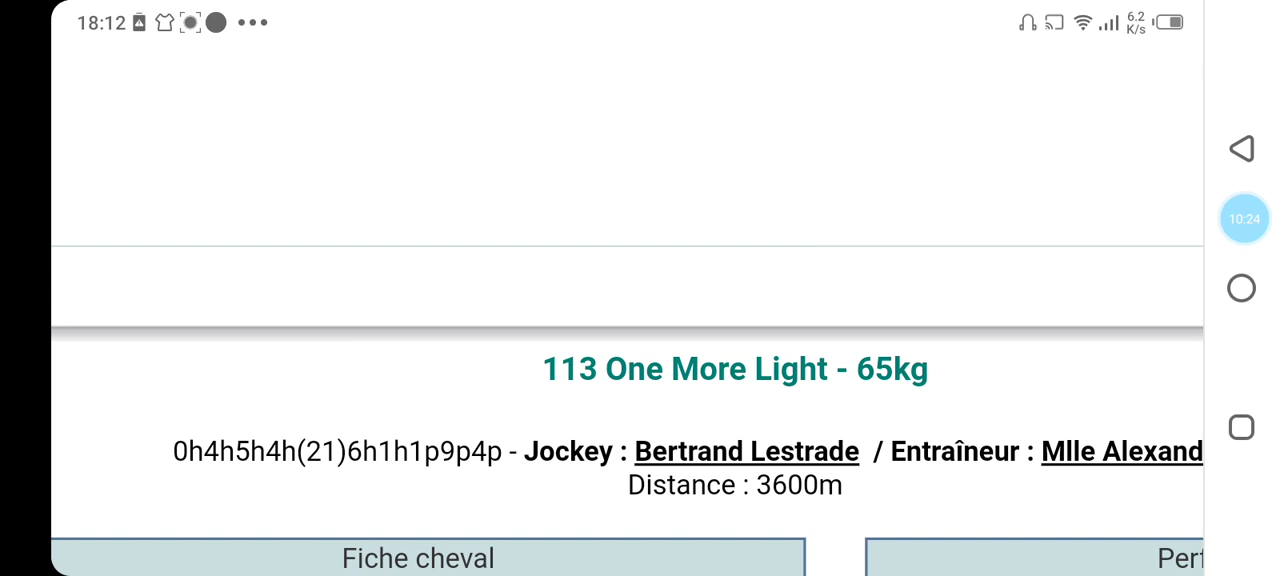 18:12
6.2
K/s
10:24
113 One More Light - 65kg
0h4h5h4h(21)6h1h1p9p4p - Jockey : Bertrand Lestrade / Entraîneur : Mlle Alexand
Distance : 3600m
Fiche cheval
Perf